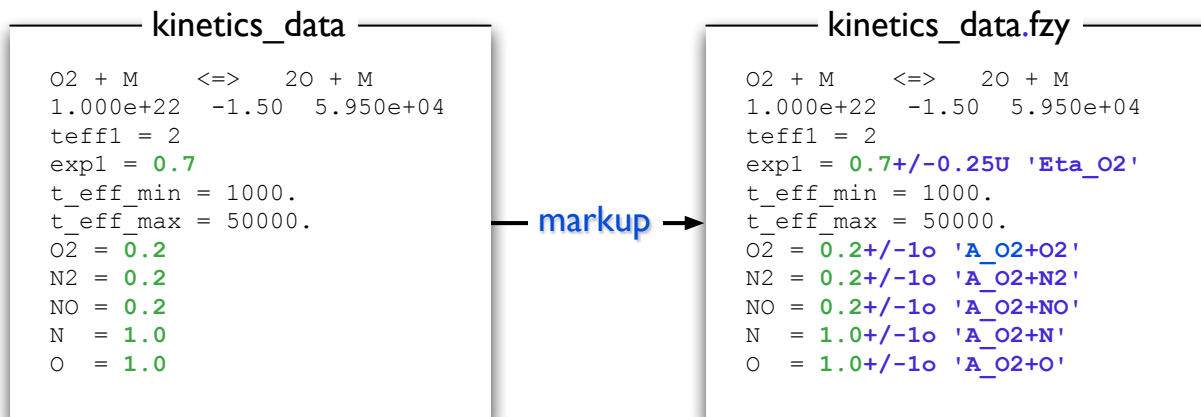 kinetics_data
O2 + M <=> 2O + M
1.000e+22 -1.50 5.950e+04
teff1 = 2
exp1 = 0.7
t_eff_min = 1000.
t_eff_max = 50000.
O2 = 0.2
N2 = 0.2
NO = 0.2
N = 1.0
O = 1.0
markup
kinetics_data.fzy
O2 + M <=> 2O + M
1.000e+22 -1.50 5.950e+04
teff1 = 2
exp1 = 0.7+/-0.25U 'Eta_O2'
t_eff_min = 1000.
t_eff_max = 50000.
O2 = 0.2+/-1o 'A_O2+O2'
N2 = 0.2+/-1o 'A_O2+N2'
NO = 0.2+/-1o 'A_O2+NO'
N = 1.0+/-1o 'A_O2+N'
O = 1.0+/-1o 'A_O2+O'